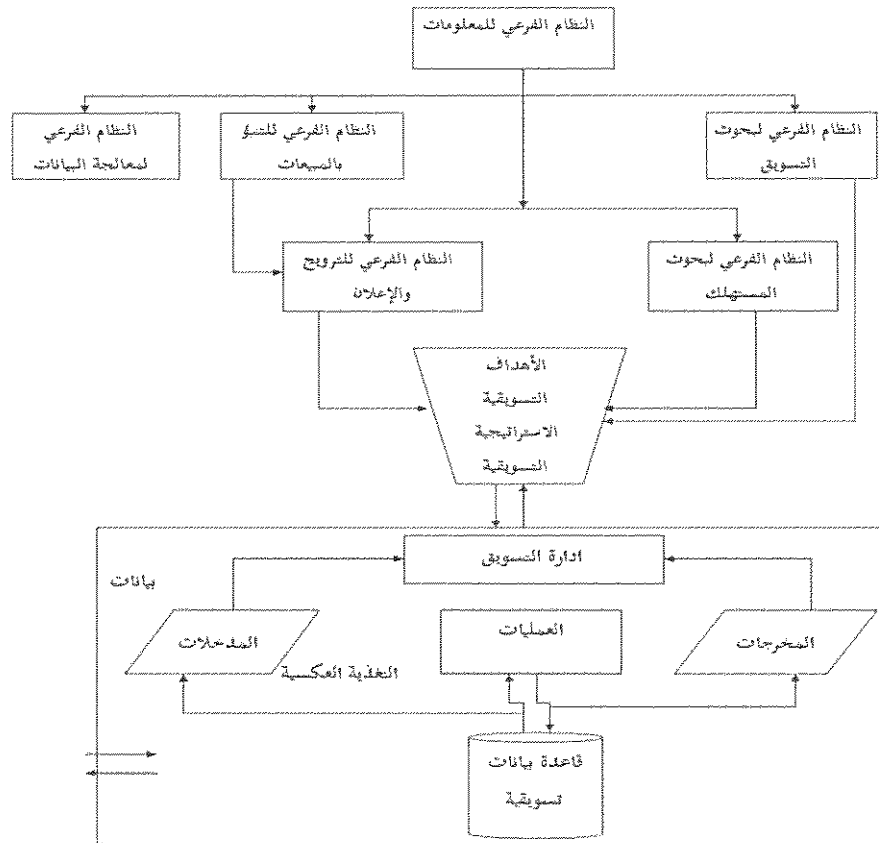 النظام الفرعي للمعلومات
النظام الفرعي لبحوث
التسويق
النظام الفرعي للتنبؤ
بالمبيعات
النظام الفرعي
لمعالجة البيانات
النظام الفرعي لبحوث
المستهلك
النظام الفرعي للترويج
والإعلان
الأهداف
التسويقية
الاستراتيجية
التسويقية
ادارة التسويق
بيانات
المخرجات
العمليات
المدخلات
التغذية العكسية
قاعدة بيانات
تسويقية